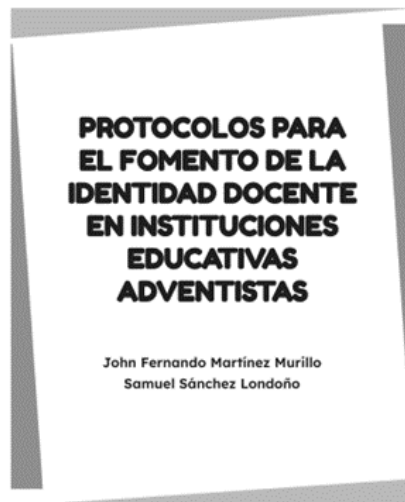 PROTOCOLOS PARA
EL FOMENTO DE LA
IDENTIDAD DOCENTE
EN INSTITUCIONES
EDUCATIVAS
ADVENTISTAS
John Fernando Martínez Murillo
Samuel Sánchez Londoño